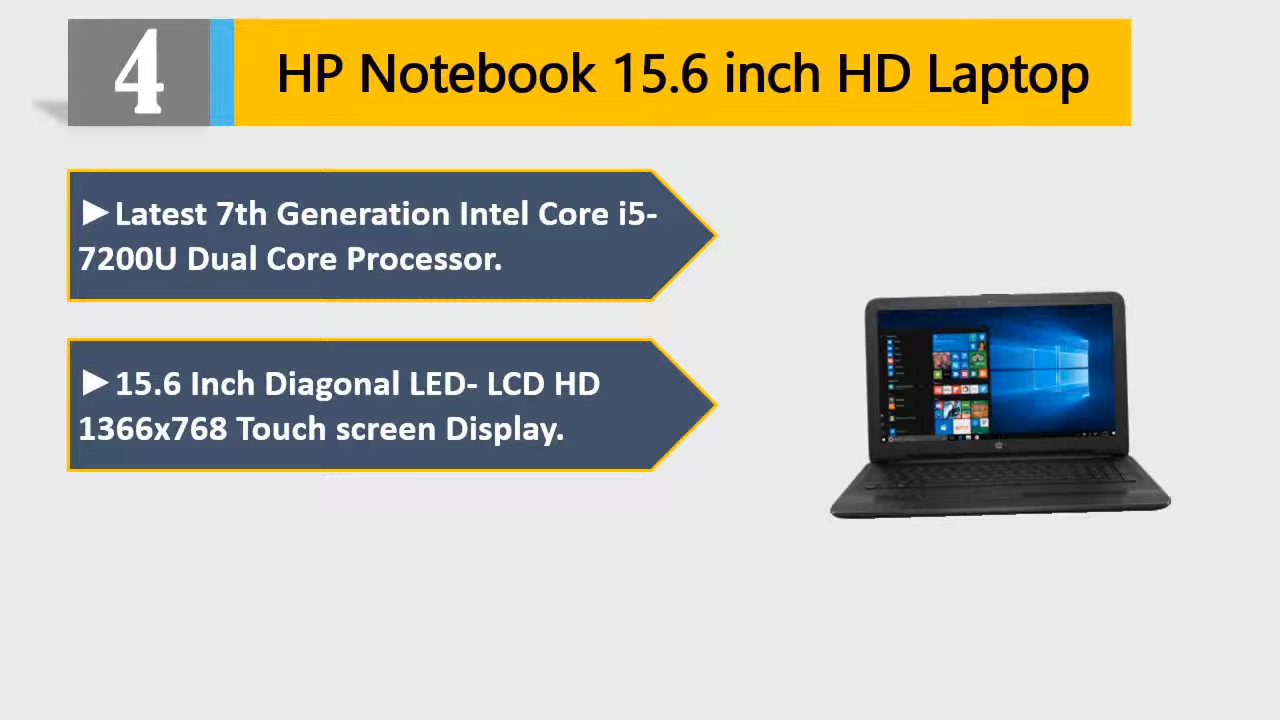 4
HP Notebook 15.6 inch HD Laptop
►Latest 7th Generation Intel Core i5-
7200U Dual Core Processor.
►15.6 Inch Diagonal LED- LCD HD
1366x768 Touch screen Display.